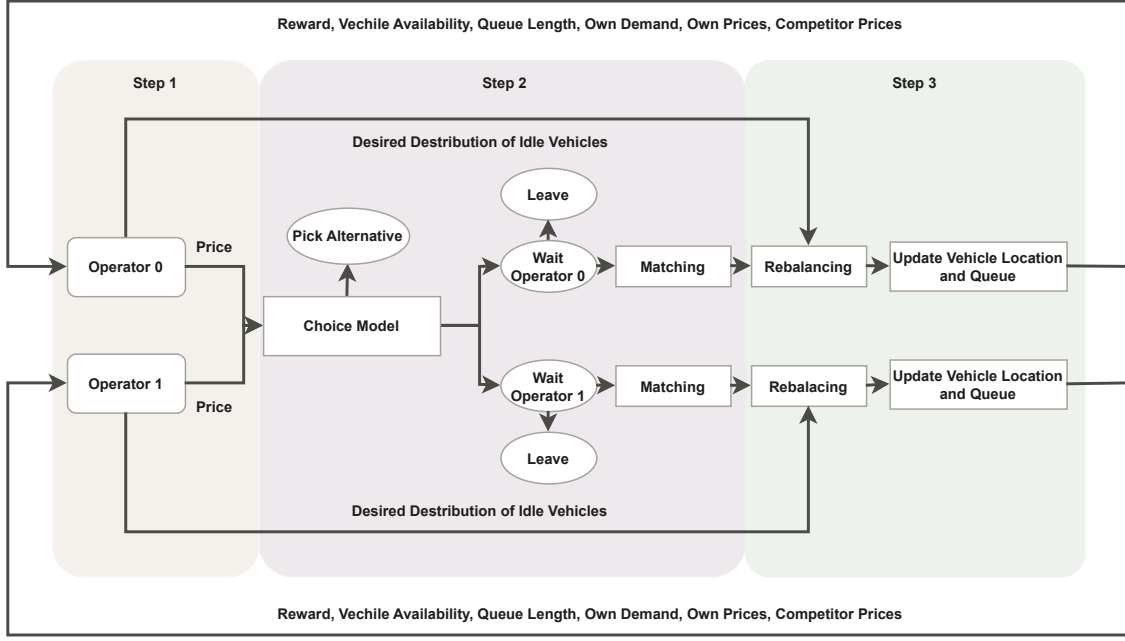 Reward, Vechile Availability, Queue Length, Own Demand, Own Prices, Competitor Prices
Step 1
Step 2
Step 3
Desired Destribution of Idle Vehicles
Leave
Pick Alternative
Price
Operator 0
Wait
Operator 0
Matching
Rebalancing
Update Vehicle Location
and Queue
Choice Model
Operator 1
Price
Wait
Operator 1
Matching
Rebalacing
Update Vehicle Location
and Queue
Leave
Desired Destribution of Idle Vehicles
Reward, Vechile Availability, Queue Length, Own Demand, Own Prices, Competitor Prices